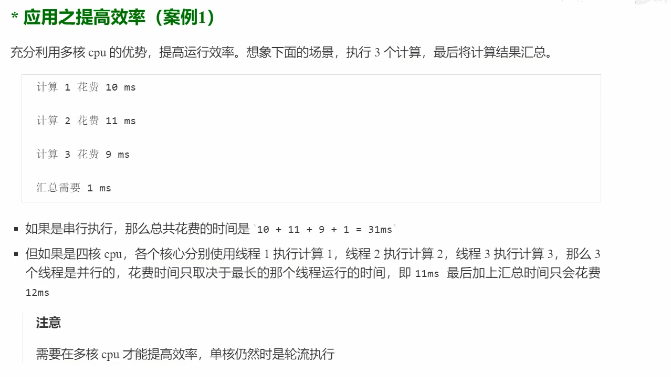 * 应用之提高效率（案例1）
充分利用多核 cpu 的优势，提高运行效率。想象下面的场景，执行 3 个计算，最后将计算结果汇总。
计算 1 花费 10 ms
计算 2 花费 11 ms
计算 3 花费 9 ms
汇总需要 1 ms
▪ 如果是串行执行，那么总共花费的时间是 `10 + 11 + 9 + 1 = 31ms`
▪ 但如果是四核 cpu，各个核心分别使用线程 1 执行计算 1，线程 2 执行计算 2，线程 3 执行计算 3，那么 3
个线程是并行的，花费时间只取决于最长的那个线程运行的时间，即 11ms 最后加上汇总时间只会花费
12ms
注意
需要在多核 cpu 才能提高效率，单核仍然时是轮流执行